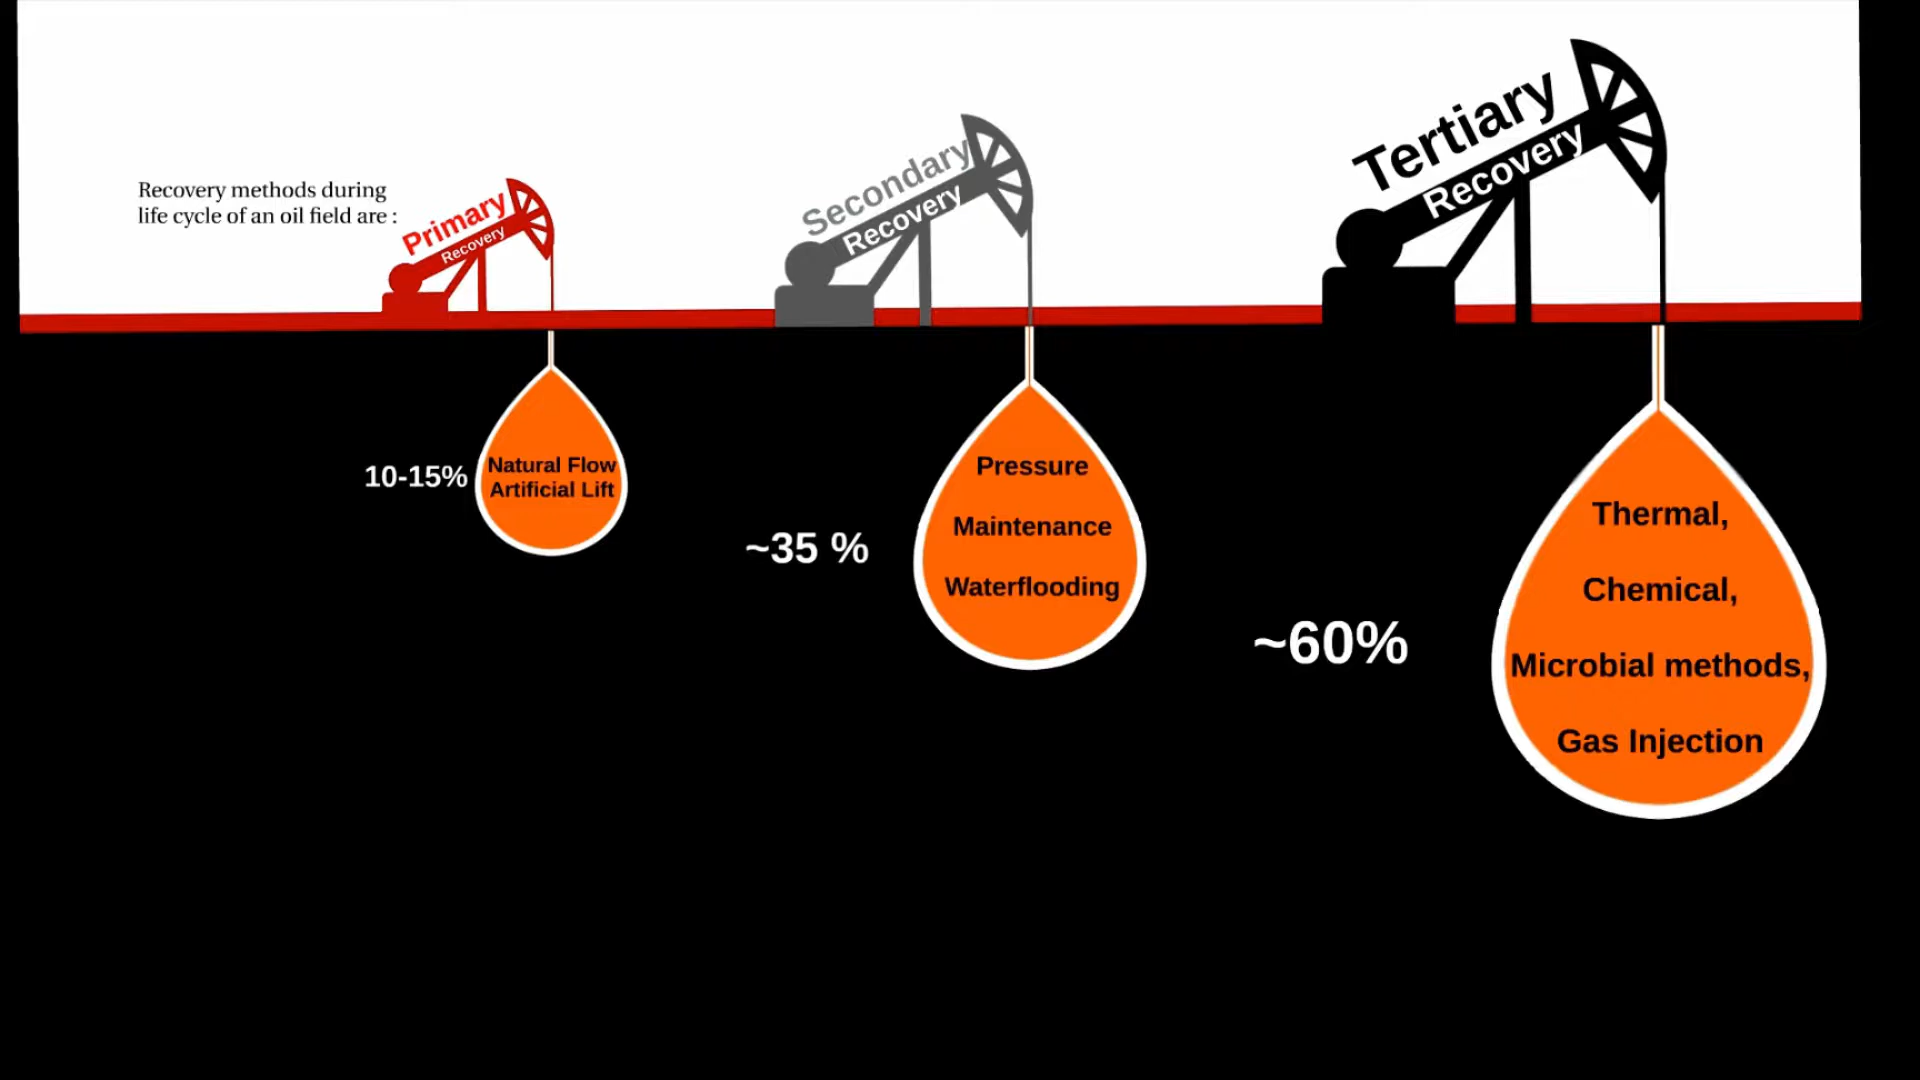 Recovery methods during
life cycle of an oil field are :
Primary
Recovery
Secondary
Recovery
Tertiary
Recovery
10-15%
Natural Flow
Artificial Lift
~35 %
Pressure
Maintenance
Waterflooding
~60%
Thermal,
Chemical,
Microbial methods,
Gas Injection